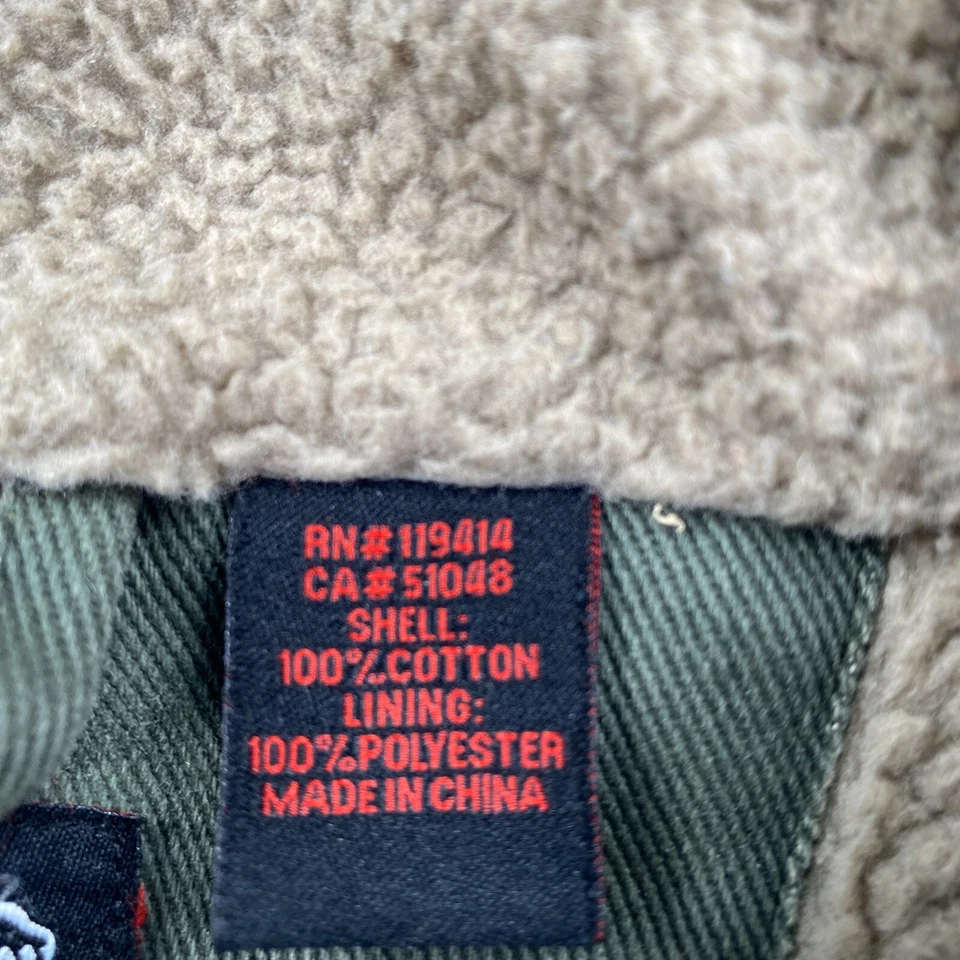 RN#119414
CA#51048
SHELL:
100%COTTON
LINING:
100%POLYESTER
MADE IN CHINA